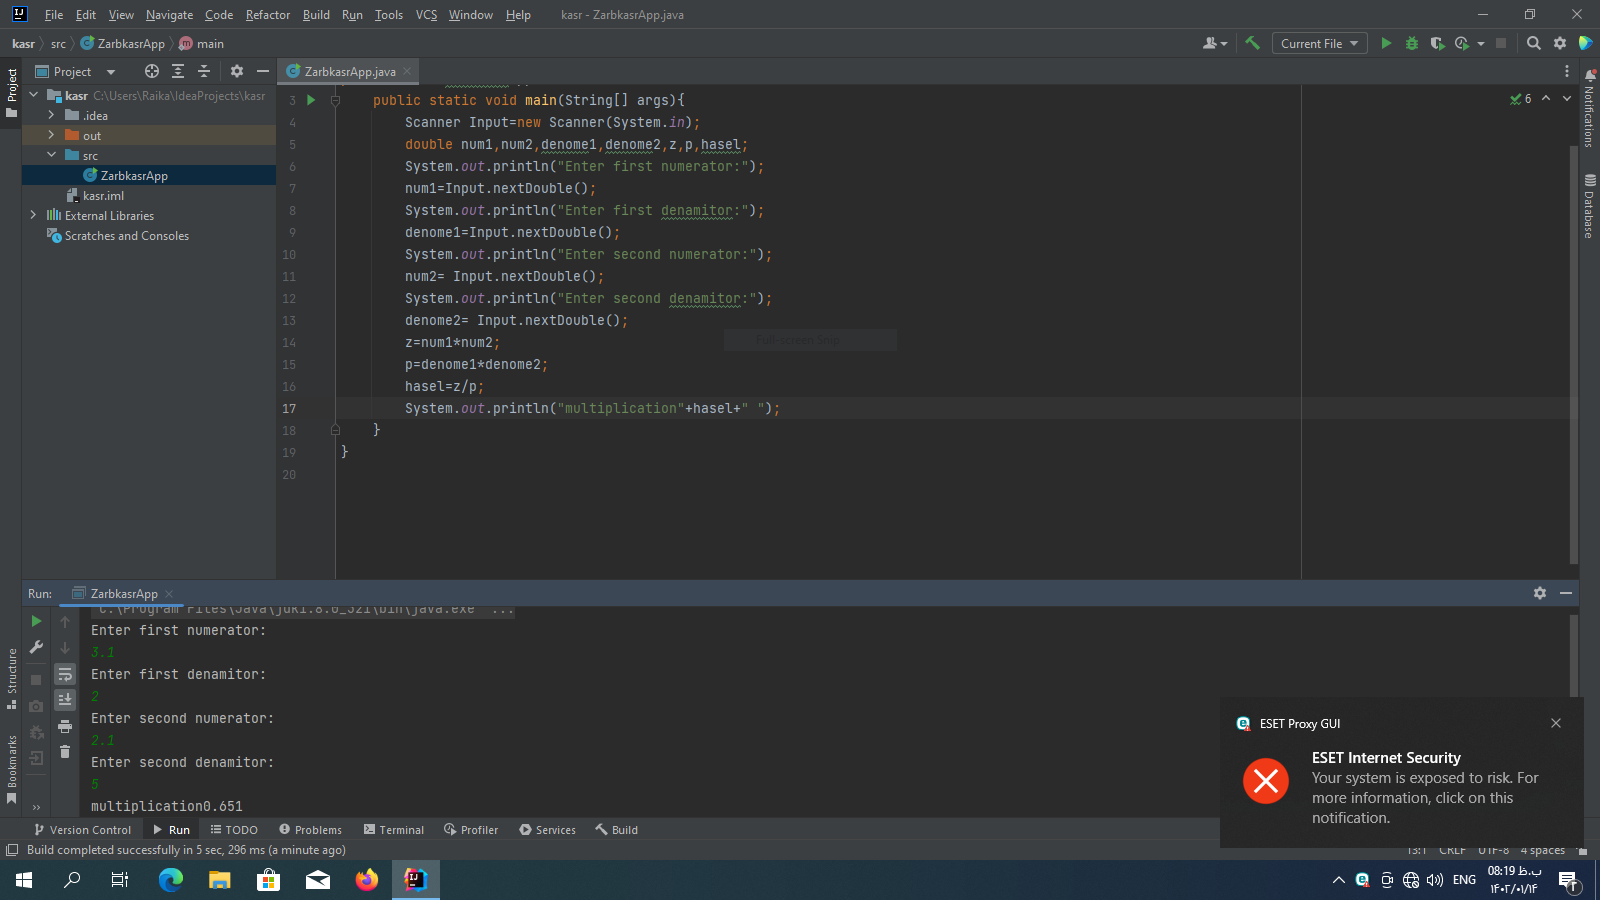 File Edit View Navigate Code Refactor Build Run Tools VCS Window Help kasr - ZarbkasrApp.java
kasr src ZarbkasrApp main Current File
Project
ZarbkasrApp.java
Project
kasr C:\Users\Raika\IdeaProjects\kasr
.idea
out
src
ZarbkasrApp
kasr.iml
External Libraries
Scratches and Consoles
3 public static void main(String[] args){
4 Scanner Input=new Scanner(System.in);
5 double num1,num2,denome1,denome2,z,p,hasel;
6 System.out.println("Enter first numerator:");
7 num1=Input.nextDouble();
8 System.out.println("Enter first denamitor:");
9 denome1=Input.nextDouble();
10 System.out.println("Enter second numerator:");
11 num2= Input.nextDouble();
12 System.out.println("Enter second denamitor:");
13 denome2= Input.nextDouble();
14 z=num1*num2;
15 p=denome1*denome2;
16 hasel=z/p;
17 System.out.println("multiplication"+hasel+" ");
18 }
19 }
20
6
Full-screen Snip
Notifications
Database
Run: ZarbkasrApp
Enter first numerator:
3.1
Enter first denamitor:
2
Enter second numerator:
2.1
Enter second denamitor:
5
multiplication0.651
Structure
Bookmarks
ESET Proxy GUI
ESET Internet Security
Your system is exposed to risk. For
more information, click on this
notification.
Version Control Run TODO Problems Terminal Profiler Services Build
Build completed successfully in 5 sec, 296 ms (a minute ago)
13:1 CRLF UTF-8 4 spaces
ENG
08:19 ب.ظ
۱۴۰۲/۰۱/۱۴